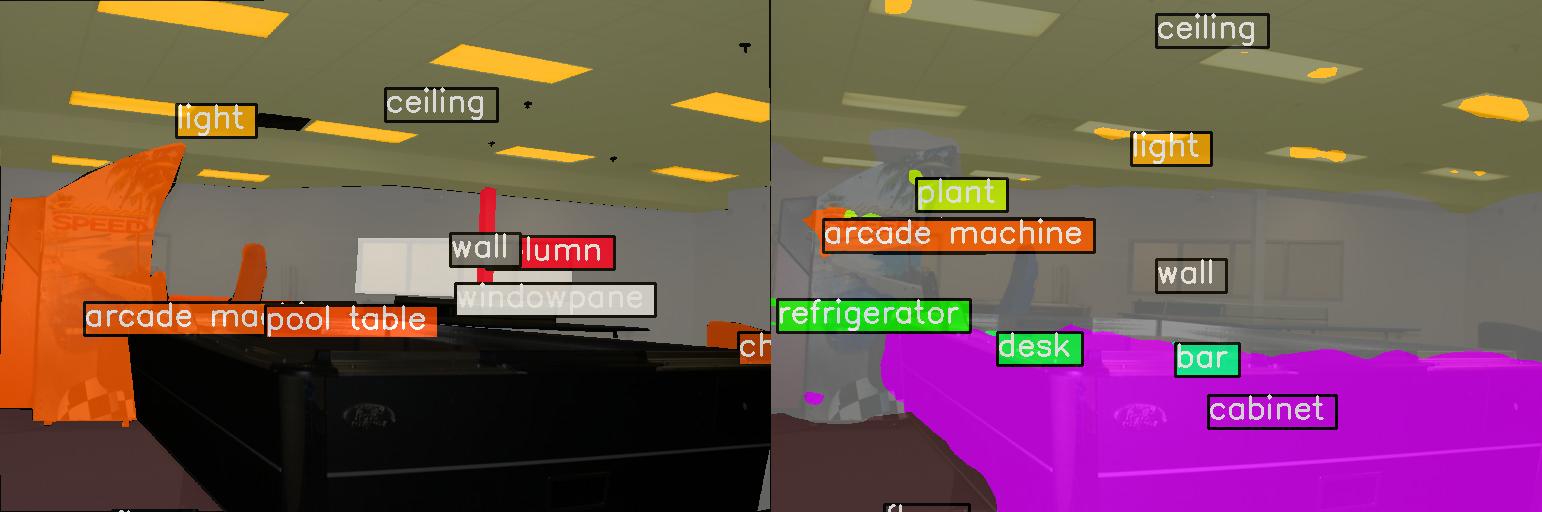 ceiling
ceiling
light
light
plant
SPEED
arcade machine
wall
lumn
wall
windowpane
refrigerator
arcade ma
pool table
ch
desk
bar
cabinet